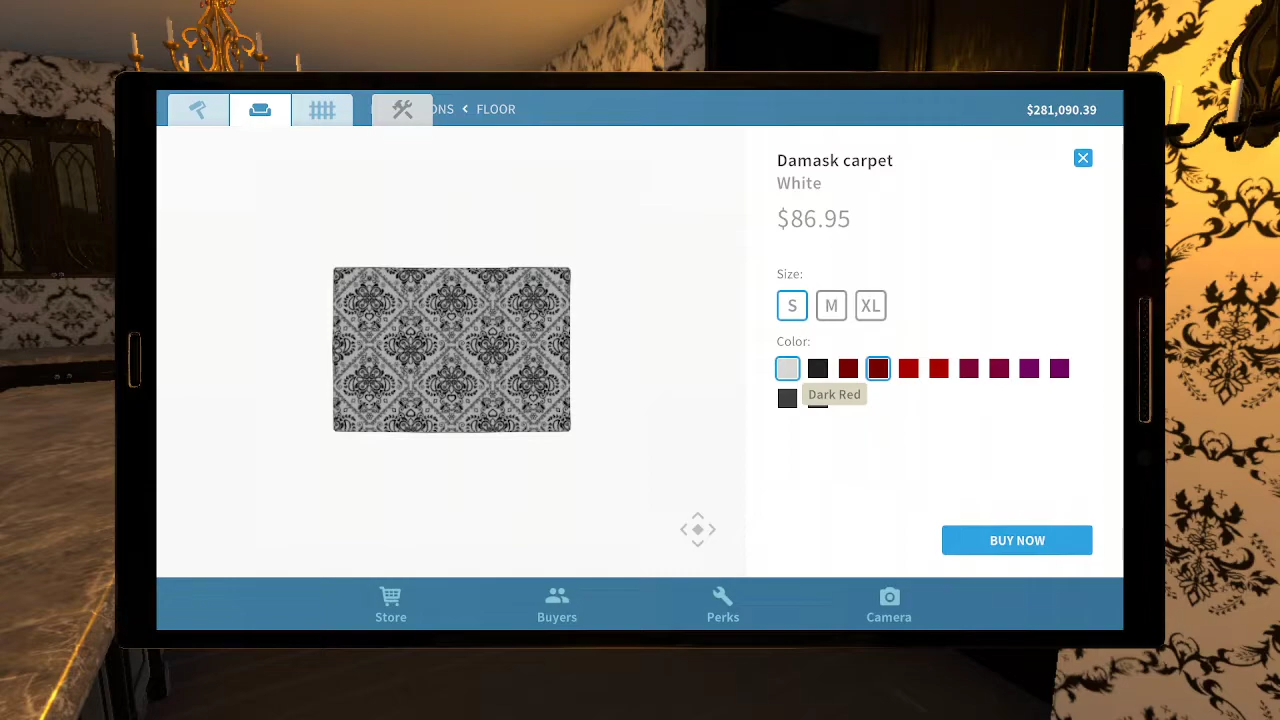 ONS < FLOOR
$281,090.39
Damask carpet
White
$86.95
Size:
S M XL
Color:
Dark Red
BUY NOW
Store Buyers Perks Camera